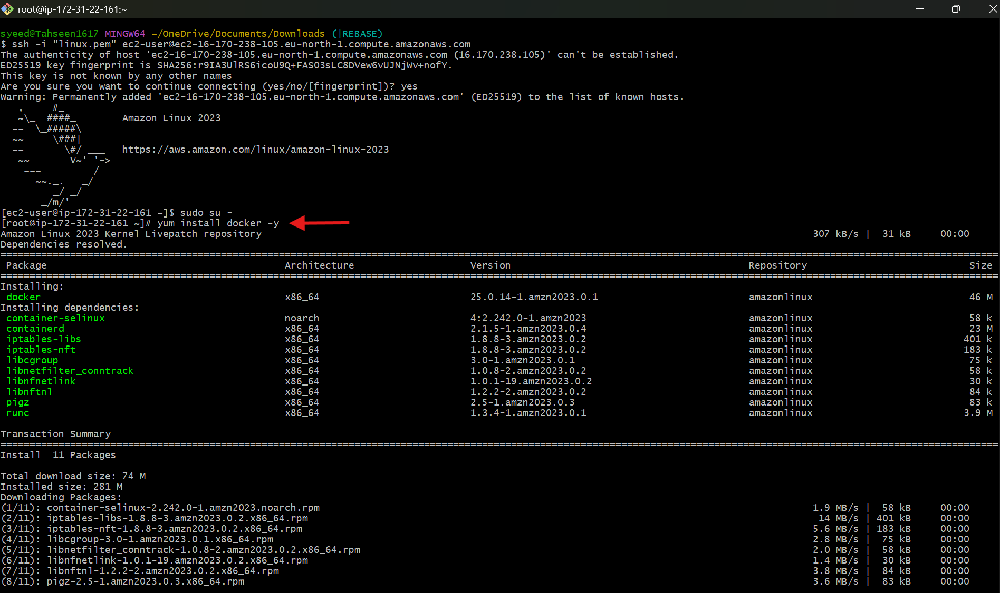 root@ip-172-31-22-161:~
syeed@Tahseen1617 MINGW64 ~/OneDrive/Documents/Downloads (|REBASE)
$ ssh -i "linux.pem" ec2-user@ec2-16-170-238-105.eu-north-1.compute.amazonaws.com
The authenticity of host 'ec2-16-170-238-105.eu-north-1.compute.amazonaws.com (16.170.238.105)' can't be established.
ED25519 key fingerprint is SHA256:r9IA3UlRS6icoU9Q+FAS03sLC8DVew6vUJNjWv+nofY.
This key is not known by any other names
Are you sure you want to continue connecting (yes/no/[fingerprint])? yes
Warning: Permanently added 'ec2-16-170-238-105.eu-north-1.compute.amazonaws.com' (ED25519) to the list of known hosts.
   ,     #_
   ~\_  ####_        Amazon Linux 2023
  ~~  \_#####\
  ~~     \###|
  ~~       \#/ ___   https://aws.amazon.com/linux/amazon-linux-2023
   ~~       V~' '->
    ~~~         /
      ~~._.   _/
         _/ _/
       _/m/'
[ec2-user@ip-172-31-22-161 ~]$ sudo su -
[root@ip-172-31-22-161 ~]# yum install docker -y
Amazon Linux 2023 Kernel Livepatch repository 307 kB/s | 31 kB 00:00
Dependencies resolved.
Package Architecture Version Repository Size
Installing:
docker x86_64 25.0.14-1.amzn2023.0.1 amazonlinux 46 M
Installing dependencies:
container-selinux noarch 4:2.242.0-1.amzn2023 amazonlinux 58 k
containerd x86_64 2.1.5-1.amzn2023.0.4 amazonlinux 23 M
iptables-libs x86_64 1.8.8-3.amzn2023.0.2 amazonlinux 401 k
iptables-nft x86_64 1.8.8-3.amzn2023.0.2 amazonlinux 183 k
libcgroup x86_64 3.0-1.amzn2023.0.1 amazonlinux 75 k
libnetfilter_conntrack x86_64 1.0.8-2.amzn2023.0.2 amazonlinux 58 k
libnfnetlink x86_64 1.0.1-19.amzn2023.0.2 amazonlinux 30 k
libnftnl x86_64 1.2.2-2.amzn2023.0.2 amazonlinux 84 k
pigz x86_64 2.5-1.amzn2023.0.3 amazonlinux 83 k
runc x86_64 1.3.4-1.amzn2023.0.1 amazonlinux 3.9 M
Transaction Summary
Install  11 Packages
Total download size: 74 M
Installed size: 281 M
Downloading Packages:
(1/11): container-selinux-2.242.0-1.amzn2023.noarch.rpm 1.9 MB/s | 58 kB 00:00
(2/11): iptables-libs-1.8.8-3.amzn2023.0.2.x86_64.rpm 14 MB/s | 401 kB 00:00
(3/11): iptables-nft-1.8.8-3.amzn2023.0.2.x86_64.rpm 5.6 MB/s | 183 kB 00:00
(4/11): libcgroup-3.0-1.amzn2023.0.1.x86_64.rpm 2.8 MB/s | 75 kB 00:00
(5/11): libnetfilter_conntrack-1.0.8-2.amzn2023.0.2.x86_64.rpm 2.0 MB/s | 58 kB 00:00
(6/11): libnfnetlink-1.0.1-19.amzn2023.0.2.x86_64.rpm 1.4 MB/s | 30 kB 00:00
(7/11): libnftnl-1.2.2-2.amzn2023.0.2.x86_64.rpm 3.8 MB/s | 84 kB 00:00
(8/11): pigz-2.5-1.amzn2023.0.3.x86_64.rpm 3.6 MB/s | 83 kB 00:00